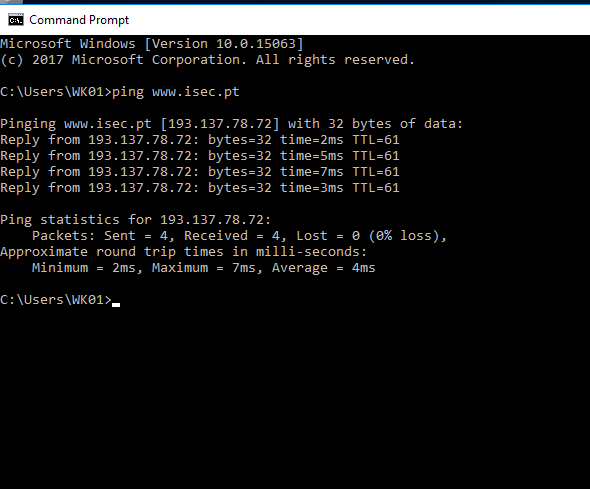 Command Prompt
Microsoft Windows [Version 10.0.15063]
(c) 2017 Microsoft Corporation. All rights reserved.
C:\Users\WK01>ping www.isec.pt
Pinging www.isec.pt [193.137.78.72] with 32 bytes of data:
Reply from 193.137.78.72: bytes=32 time=2ms TTL=61
Reply from 193.137.78.72: bytes=32 time=5ms TTL=61
Reply from 193.137.78.72: bytes=32 time=7ms TTL=61
Reply from 193.137.78.72: bytes=32 time=3ms TTL=61
Ping statistics for 193.137.78.72:
    Packets: Sent = 4, Received = 4, Lost = 0 (0% loss),
Approximate round trip times in milli-seconds:
    Minimum = 2ms, Maximum = 7ms, Average = 4ms
C:\Users\WK01>